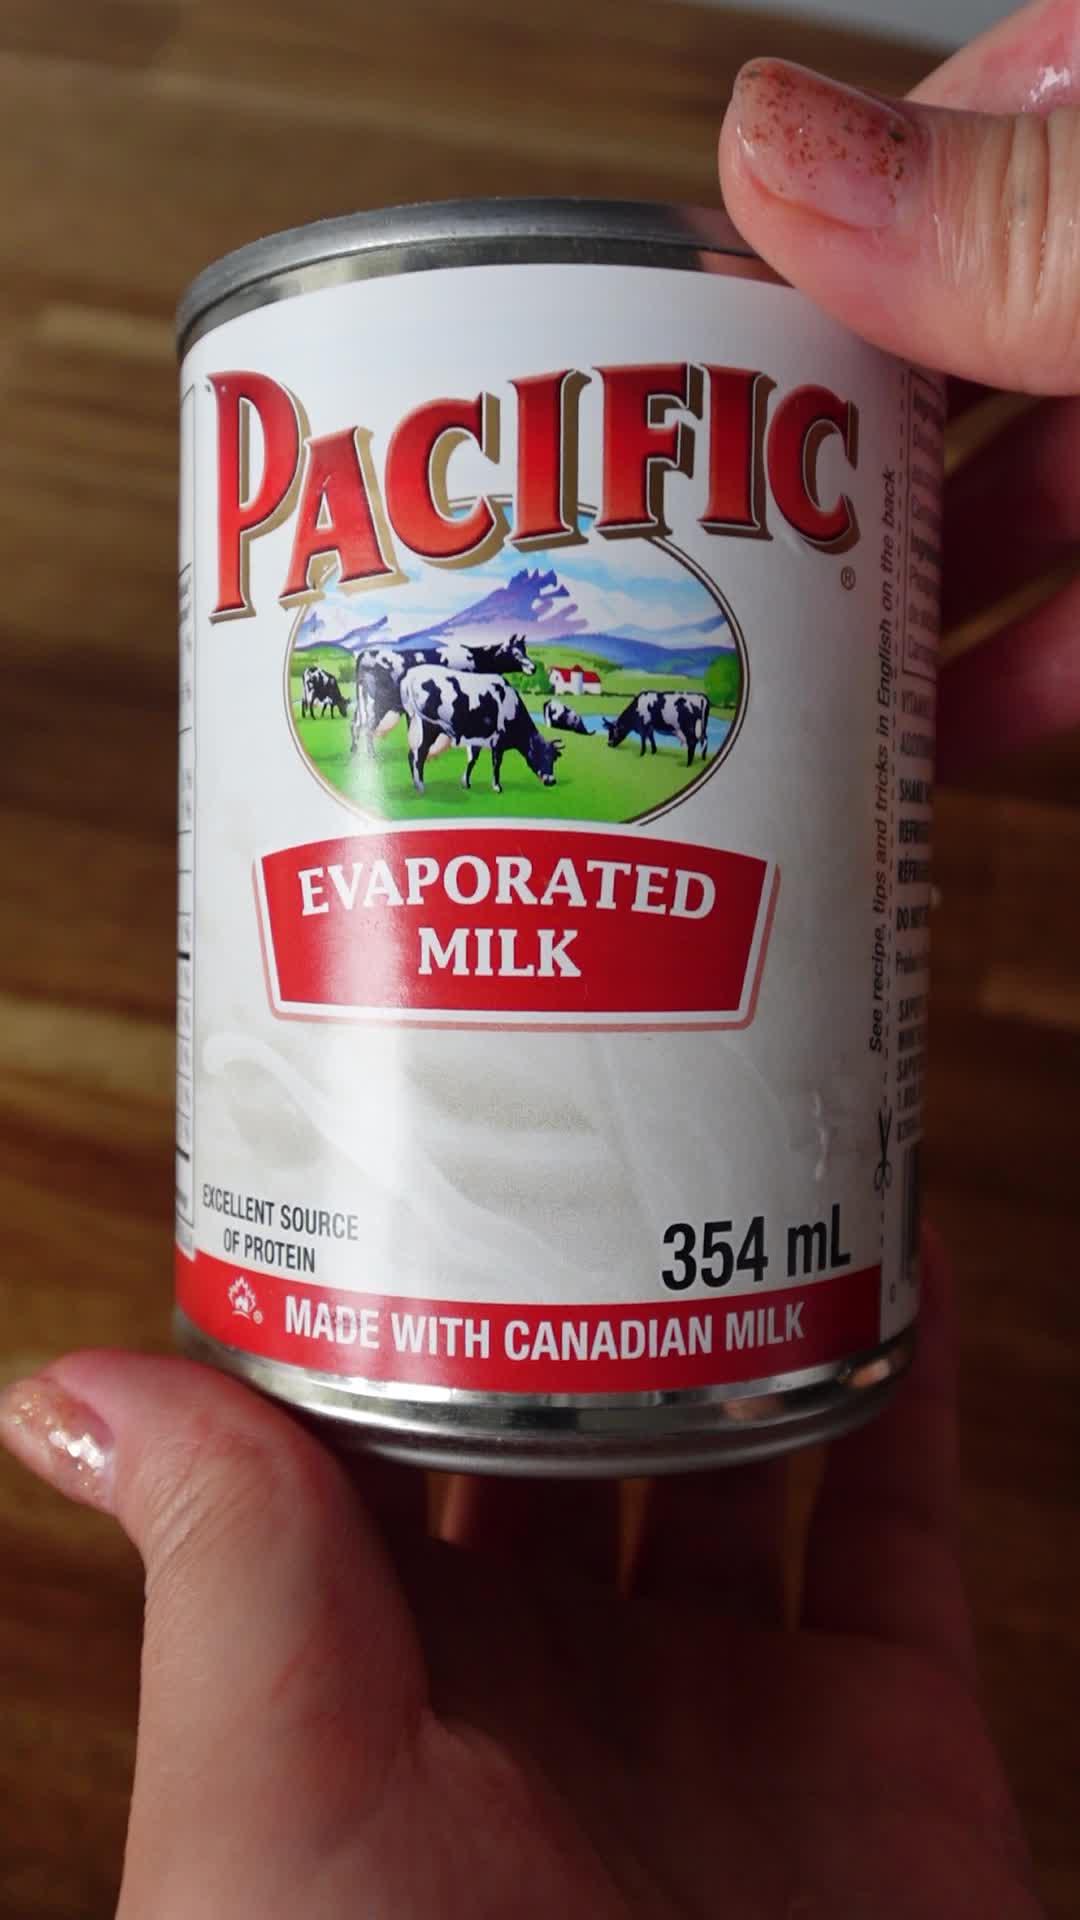 PACIFIC
®
EVAPORATED
MILK
EXCELLENT SOURCE
OF PROTEIN
354 mL
MADE WITH CANADIAN MILK
See recipe, tips and tricks in English on the back